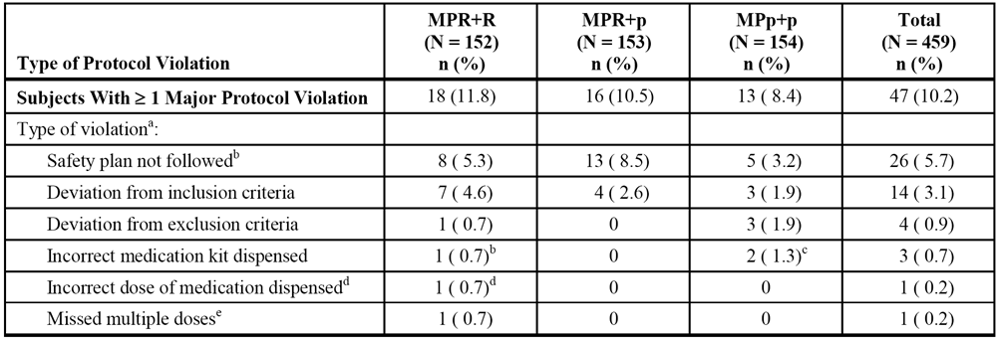 Type of Protocol Violation MPR+R (N = 152) n (%) MPR+p (N = 153) n (%) MPp+p (N = 154) n (%) Total (N = 459) n (%)
Subjects With ≥ 1 Major Protocol Violation 18 (11.8) 16 (10.5) 13 ( 8.4) 47 (10.2)
Type of violationᵃ:
Safety plan not followedᵇ 8 ( 5.3) 13 ( 8.5) 5 ( 3.2) 26 ( 5.7)
Deviation from inclusion criteria 7 ( 4.6) 4 ( 2.6) 3 ( 1.9) 14 ( 3.1)
Deviation from exclusion criteria 1 ( 0.7) 0 3 ( 1.9) 4 ( 0.9)
Incorrect medication kit dispensed 1 ( 0.7)ᵇ 0 2 ( 1.3)ᶜ 3 ( 0.7)
Incorrect dose of medication dispensedᵈ 1 ( 0.7)ᵈ 0 0 1 ( 0.2)
Missed multiple dosesᵉ 1 ( 0.7) 0 0 1 ( 0.2)